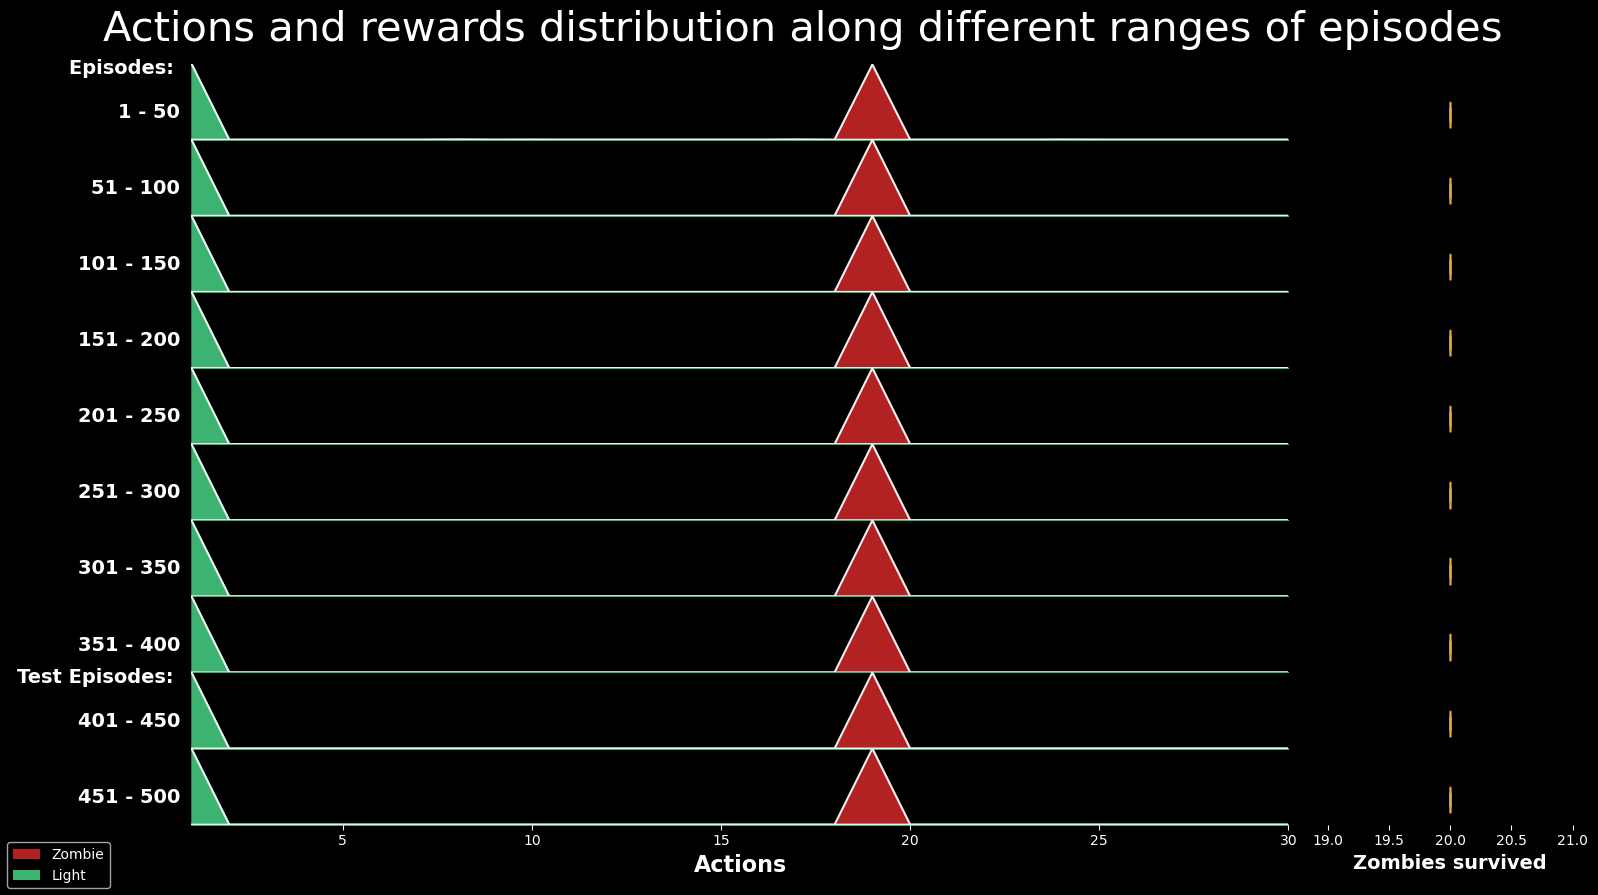 Actions and rewards distribution along different ranges of episodes
Episodes:
1 - 50
51 - 100
101 - 150
151 - 200
201 - 250
251 - 300
301 - 350
351 - 400
Test Episodes:
401 - 450
451 - 500
5 10 15 20 25 30 19.0 19.5 20.0 20.5 21.0
Actions Zombies survived
Zombie
Light